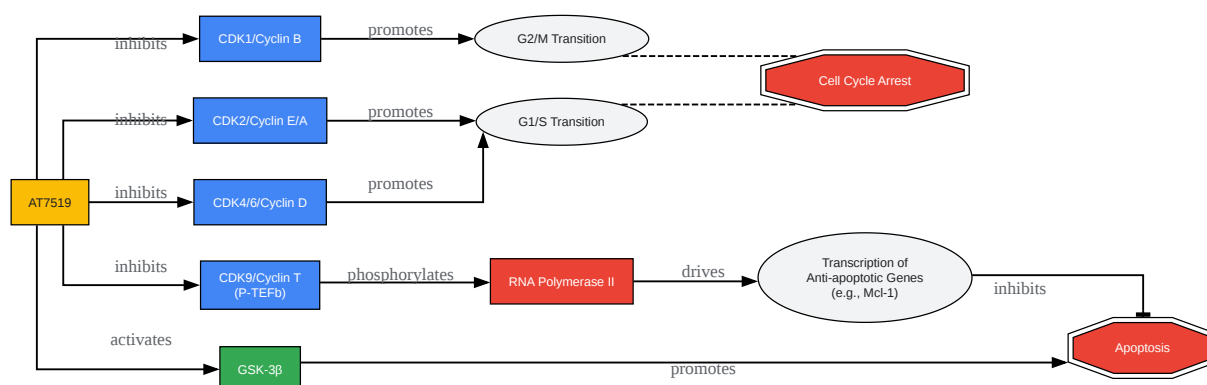 CDK1/Cyclin B
promotes
G2/M Transition
inhibits
Cell Cycle Arrest
CDK2/Cyclin E/A
promotes
G1/S Transition
inhibits
AT7519
inhibits
CDK4/6/Cyclin D
promotes
inhibits
CDK9/Cyclin T
(P-TEFb)
phosphorylates
RNA Polymerase II
drives
Transcription of
Anti-apoptotic Genes
(e.g., Mcl-1)
inhibits
activates
GSK-3β
promotes
Apoptosis